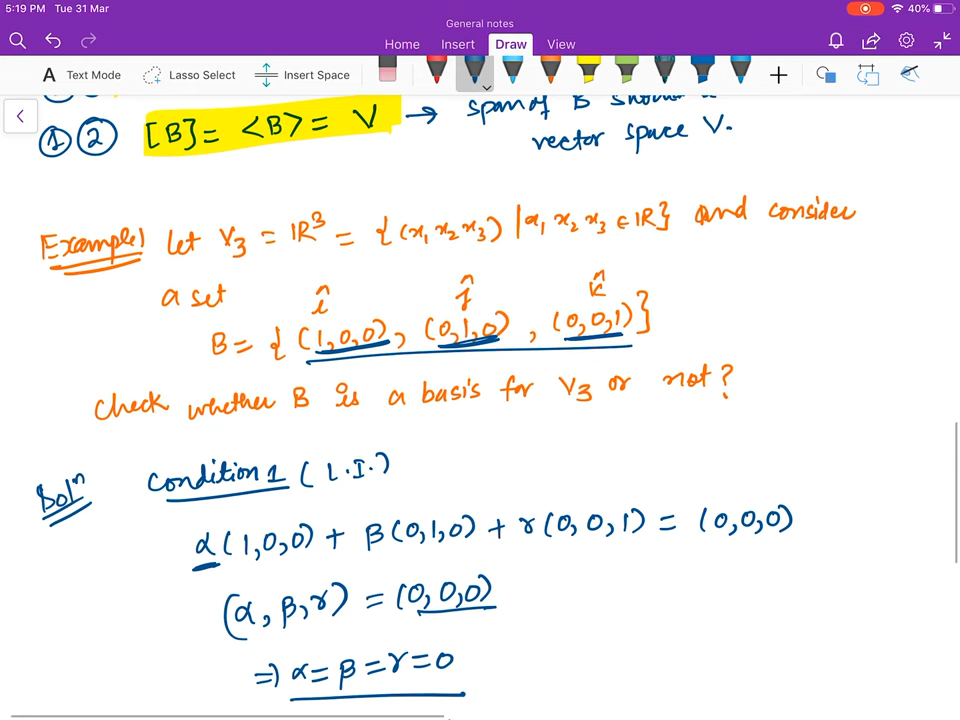 5:19 PM Tue 31 Mar
40%
General notes
Home Insert Draw View
A Text Mode Lasso Select Insert Space
① ② [B] = <B> = V → span of B should
vector space V.
Example) let V₃ = ℝ³ = {(x₁ x₂ x₃) | x₁ x₂ x₃ ∈ ℝ} and consider
a set î ĵ k̂
B = { (1,0,0), (0,1,0), (0,0,1) }
Check whether B is a basis for V₃ or not?
Solⁿ Condition 1 (L.I.)
α(1,0,0) + β(0,1,0) + γ(0,0,1) = (0,0,0)
(α, β, γ) = (0,0,0)
⇒) α = β = γ = 0